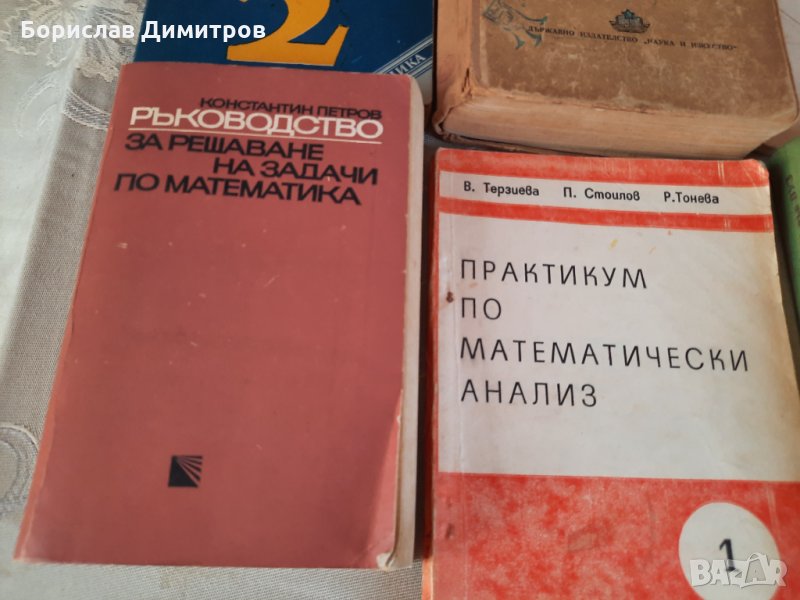 Борислав Димитров
2
ДЪРЖАВНО ИЗДАТЕЛСТВО „НАУКА И ИЗКУСТВО“
КОНСТАНТИН ПЕТРОВ
РЪКОВОДСТВО
ЗА РЕШАВАНЕ
НА ЗАДАЧИ
ПО МАТЕМАТИКА
В. Терзиева П. Стоилов Р.Тонева
ПРАКТИКУМ
ПО
МАТЕМАТИЧЕСКИ
АНАЛИЗ
1
BAZAR